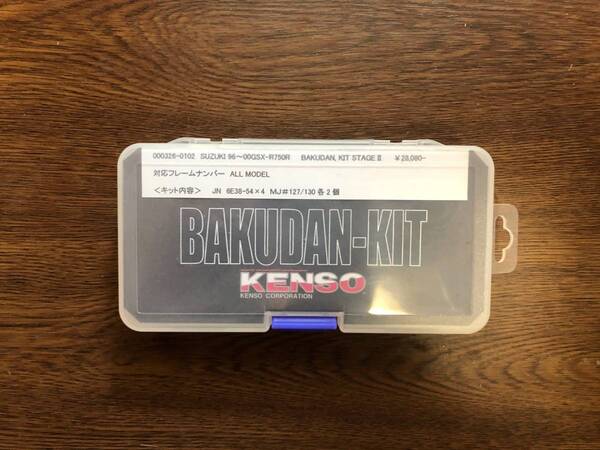 000326-0102 SUZUKI 96～00GSX-R750R BAKUDAN, KIT STAGEⅡ ￥28,080-
対応フレームナンバー ALL MODEL
＜キット内容＞ JN 6E38-54×4 MJ#127/130 各2個
BAKUDAN-KIT
KENSO
KENSO CORPORATION